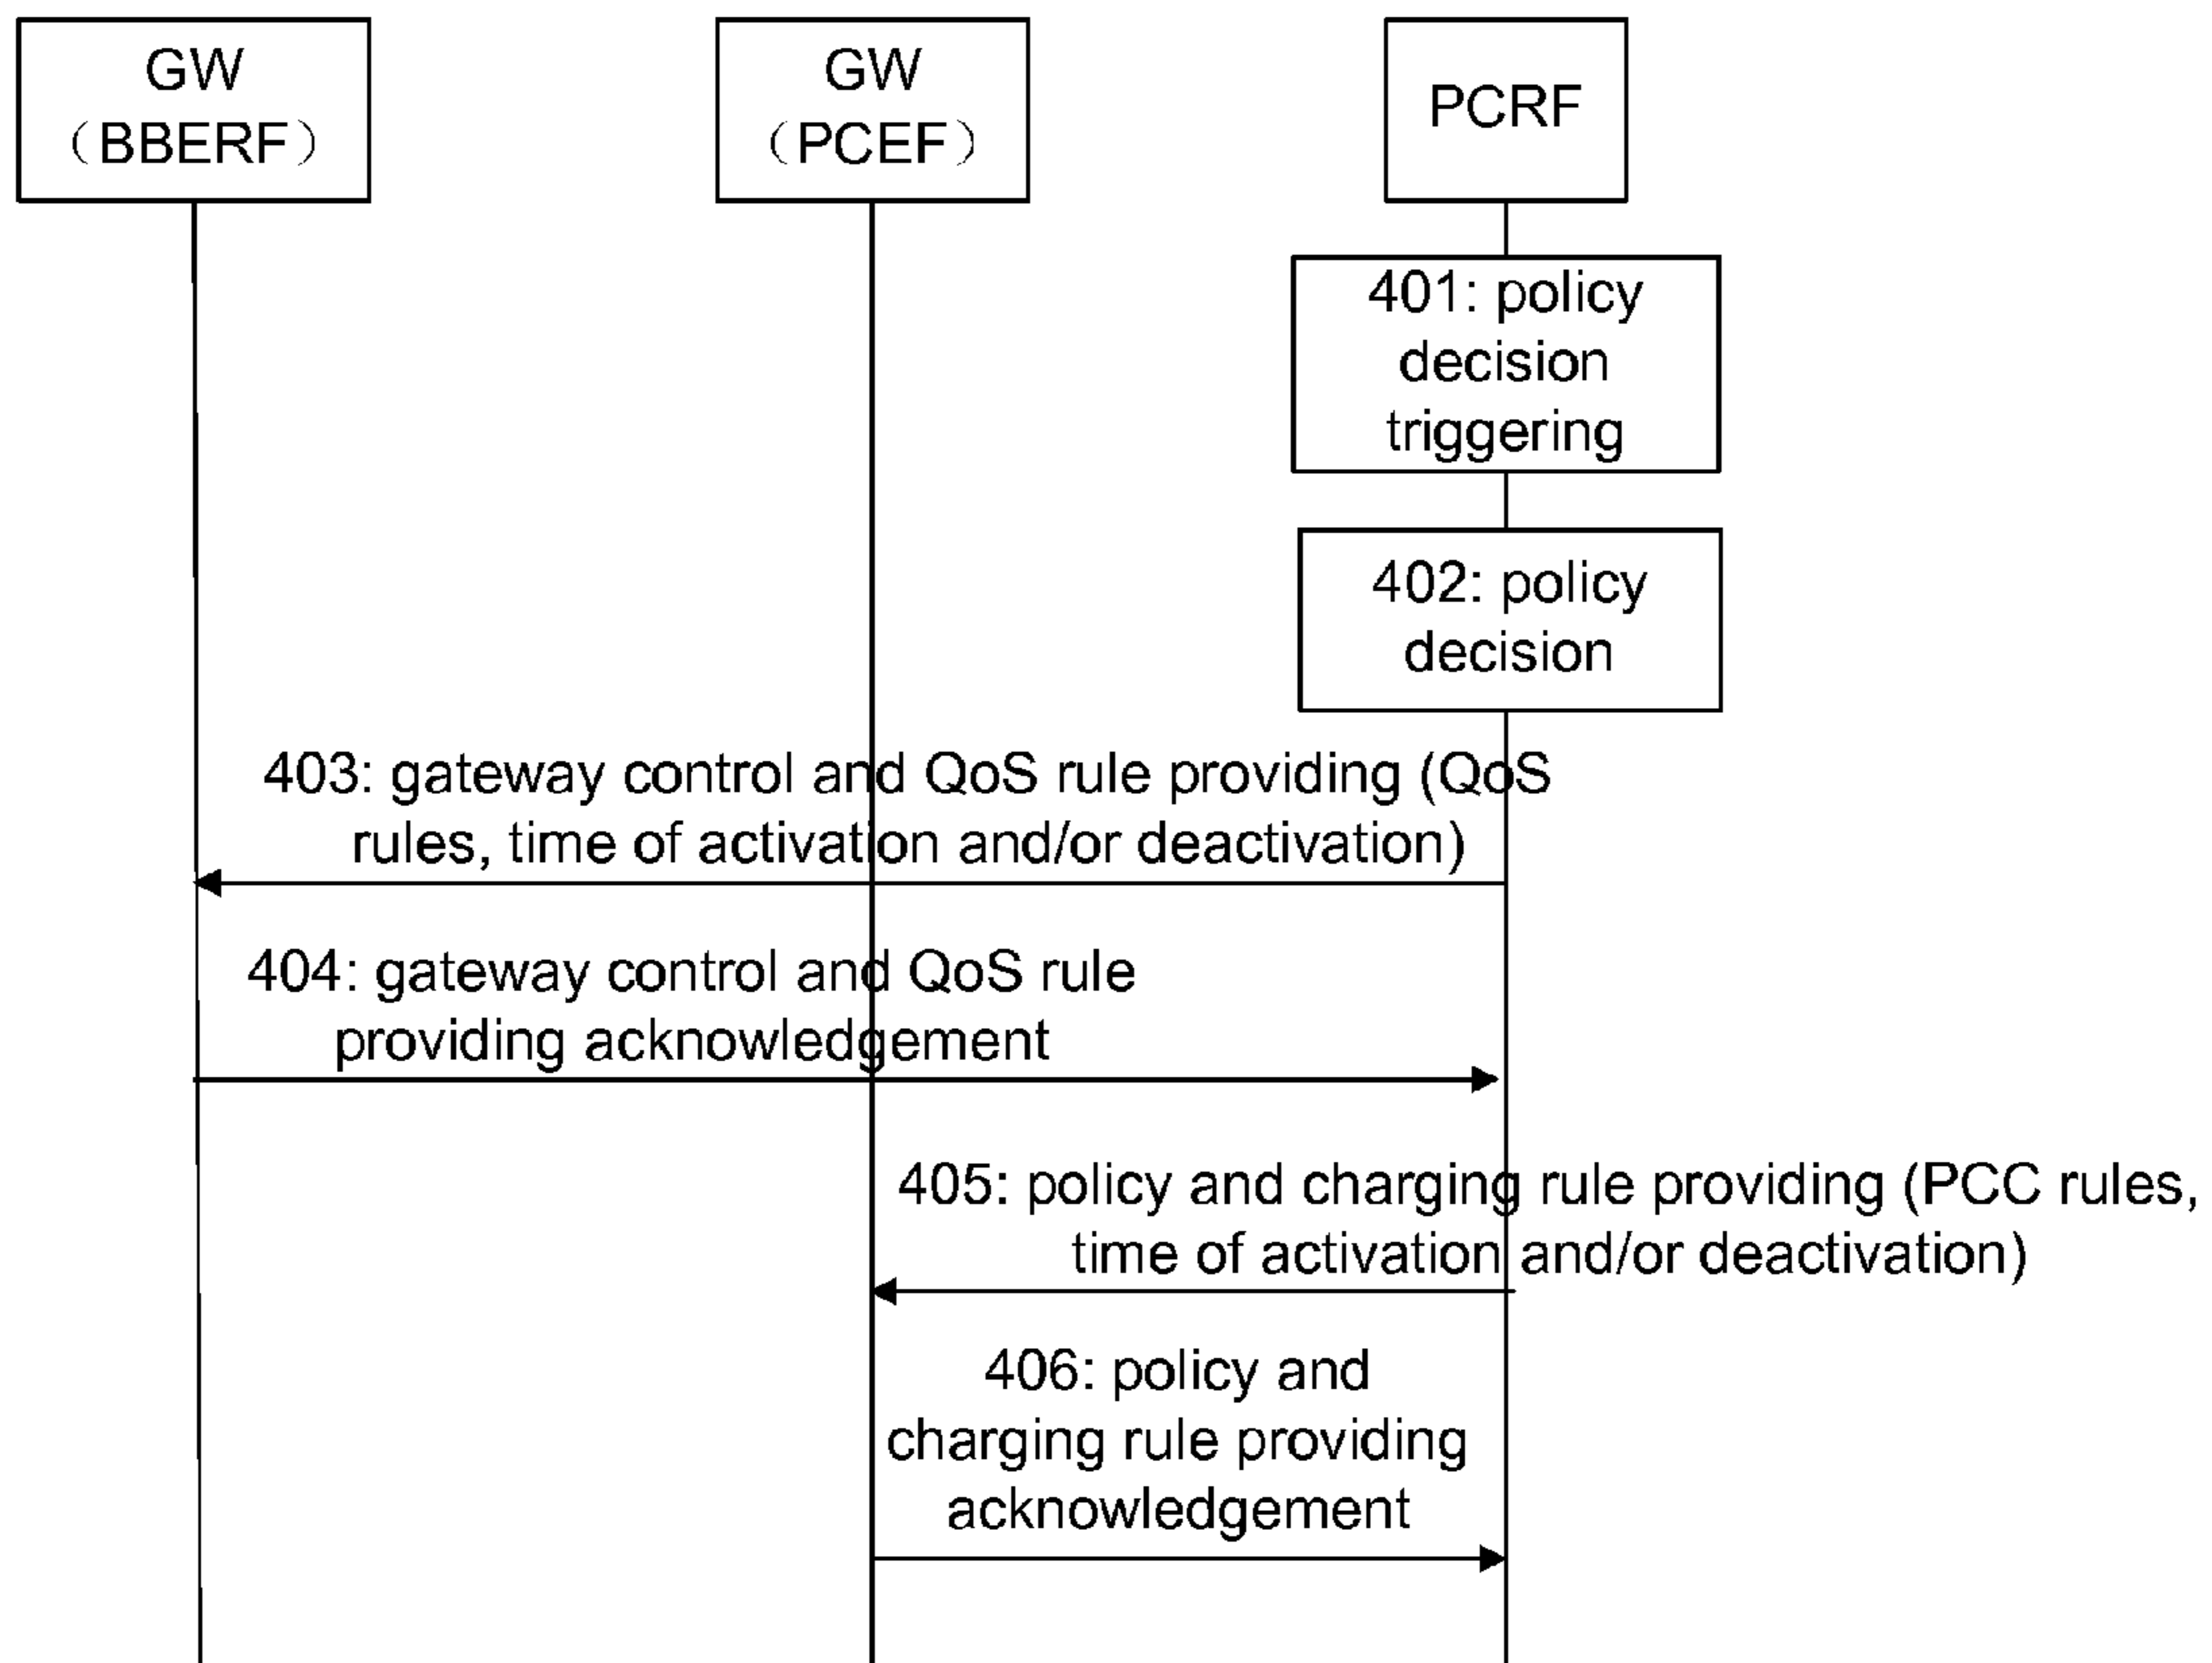 GW
（BBERF）
GW
（PCEF）
PCRF
401: policy
decision
triggering
402: policy
decision
403: gateway control and QoS rule providing (QoS
rules, time of activation and/or deactivation)
404: gateway control and QoS rule
providing acknowledgement
405: policy and charging rule providing (PCC rules,
time of activation and/or deactivation)
406: policy and
charging rule providing
acknowledgement